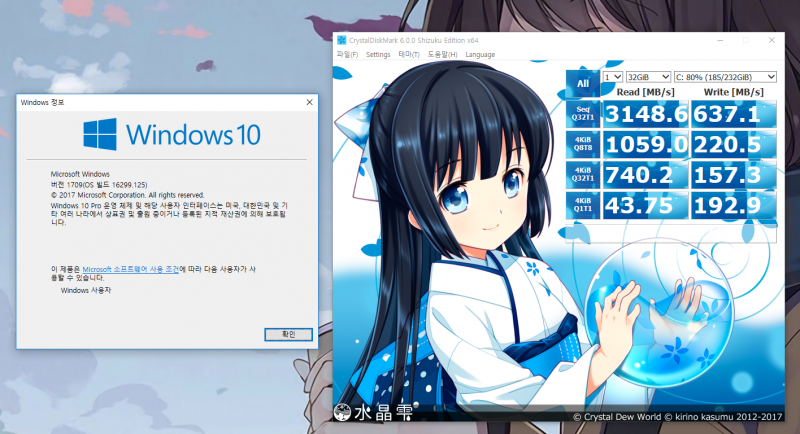 Windows 정보
Windows 10
Microsoft Windows
버전 1709(OS 빌드 16299.125)
© 2017 Microsoft Corporation. All rights reserved.
Windows 10 Pro 운영 체제 및 해당 사용자 인터페이스는 미국, 대한민국 및 기
타 여러 나라에서 상표권 및 출원 중이거나 등록된 지적 재산권에 의해 보호됩
니다.
이 제품은 Microsoft 소프트웨어 사용 조건에 따라 다음 사용자가 사
용할 수 있습니다.
Windows 사용자
확인
CrystalDiskMark 6.0.0 Shizuku Edition x64
파일(F) Settings 테마(T) 도움말(H) Language
All 1 32GiB C: 80% (185/232GiB)
Read [MB/s] Write [MB/s]
Seq Q32T1 3148.6 637.1
4KiB Q8T8 1059.0 220.5
4KiB Q32T1 740.2 157.3
4KiB Q1T1 43.75 192.9
水晶雫
© Crystal Dew World © kirino kasumu 2012-2017